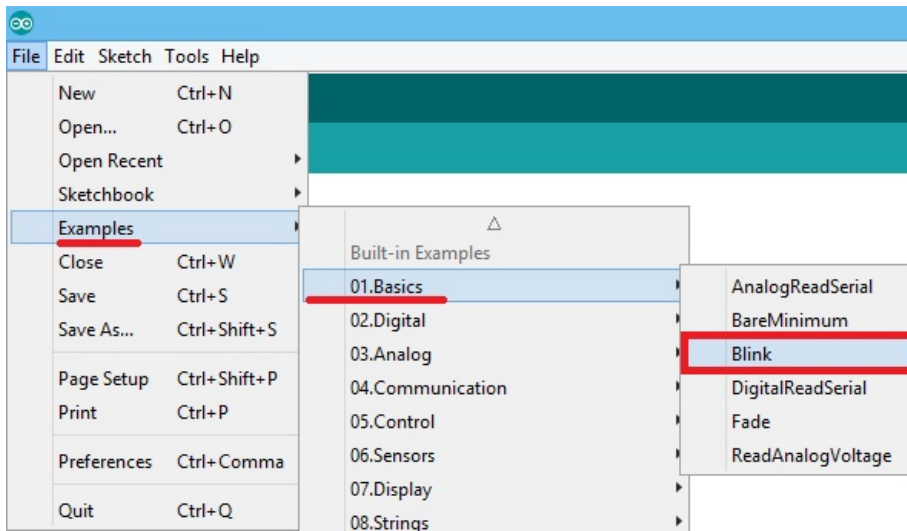 File Edit Sketch Tools Help
New Ctrl+N
Open... Ctrl+O
Open Recent
Sketchbook
Examples
Close Ctrl+W
Save Ctrl+S
Save As... Ctrl+Shift+S
Page Setup Ctrl+Shift+P
Print Ctrl+P
Preferences Ctrl+Comma
Quit Ctrl+Q
Built-in Examples
01.Basics
02.Digital
03.Analog
04.Communication
05.Control
06.Sensors
07.Display
08.Strings
AnalogReadSerial
BareMinimum
Blink
DigitalReadSerial
Fade
ReadAnalogVoltage